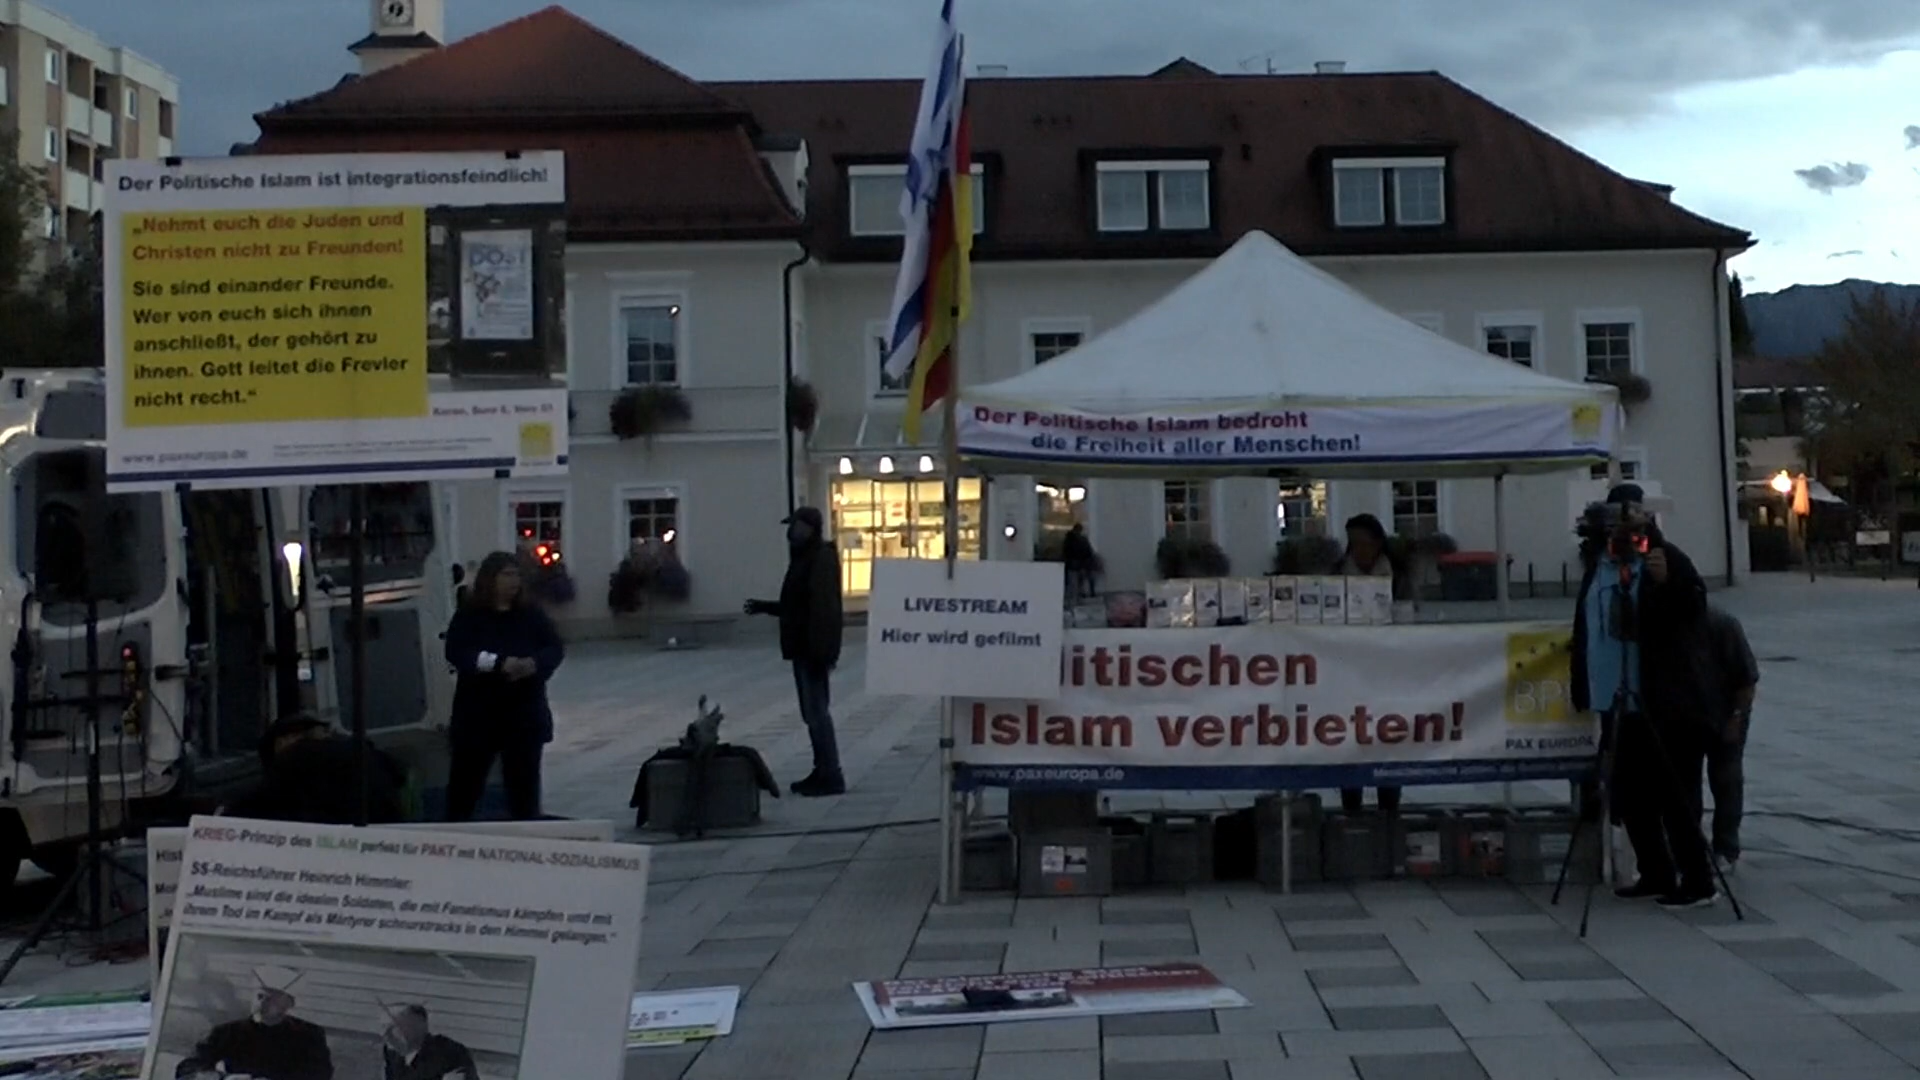 Der Politische Islam ist integrationsfeindlich!
„Nehmt euch die Juden und
Christen nicht zu Freunden!
Sie sind einander Freunde.
Wer von euch sich ihnen
anschließt, der gehört zu
ihnen. Gott leitet die Frevler
nicht recht.“
www.paxeuropa.de
Der Politische Islam bedroht
die Freiheit aller Menschen!
LIVESTREAM
Hier wird gefilmt
litischen
Islam verbieten!
PAX EUROPA
www.paxeuropa.de
KRIEG-Prinzip des ISLAM perfekt für PAKT mit NATIONAL-SOZIALISMUS
SS-Reichsführer Heinrich Himmler:
„Muslime sind die idealen Soldaten, die mit Fanatismus kämpfen und mit
ihrem Tod im Kampf als Märtyrer schnurstracks in den Himmel gelangen.“